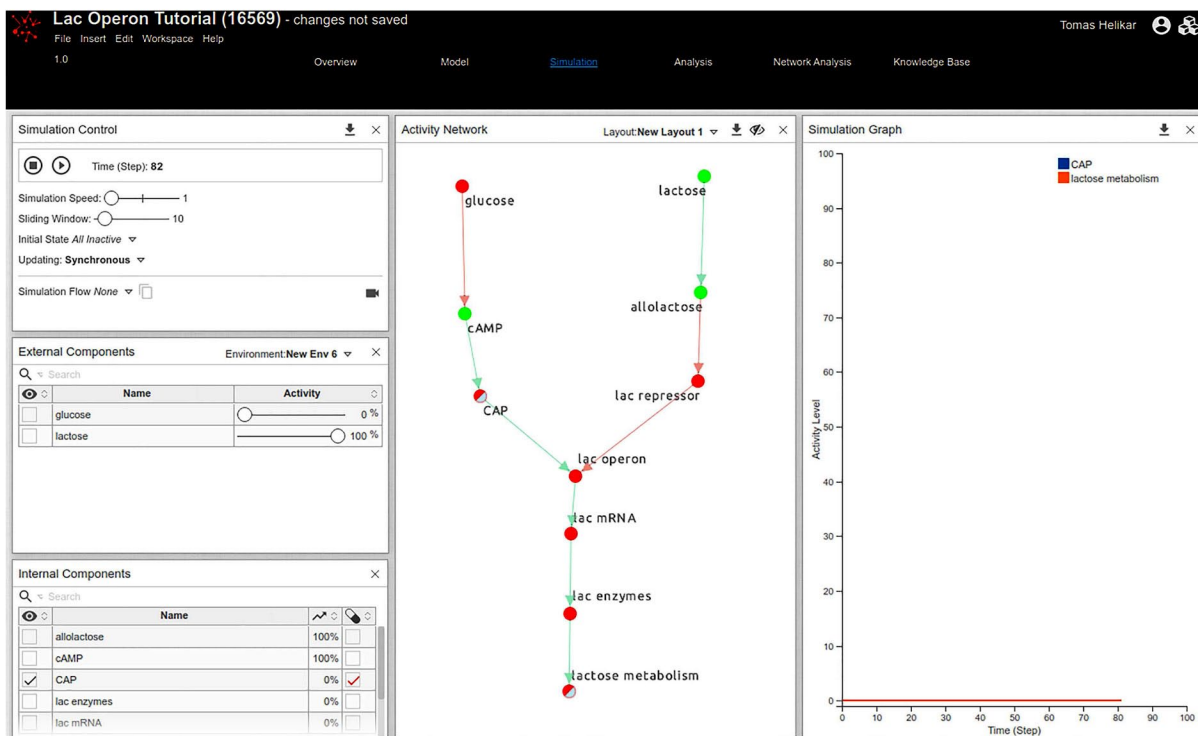 Lac Operon Tutorial (16569) - changes not saved
Tomas Helikar
File Insert Edit Workspace Help
1.0
Overview Model Simulation Analysis Network Analysis Knowledge Base
Simulation Control
Time (Step): 82
Simulation Speed: 1
Sliding Window: 10
Initial State All Inactive
Updating: Synchronous
Simulation Flow None
External Components Environment:New Env 6
Search
Name Activity
glucose 0 %
lactose 100 %
Internal Components
Search
Name
allolactose 100%
cAMP 100%
CAP 0%
lac enzymes 0%
lac mRNA 0%
Activity Network Layout:New Layout 1
glucose
lactose
allolactose
cAMP
lac repressor
CAP
lac operon
lac mRNA
lac enzymes
lactose metabolism
Simulation Graph
CAP
lactose metabolism
100
90
80
70
60
50
40
30
20
10
0
Activity Level
0 10 20 30 40 50 60 70 80 90 100
Time (Step)